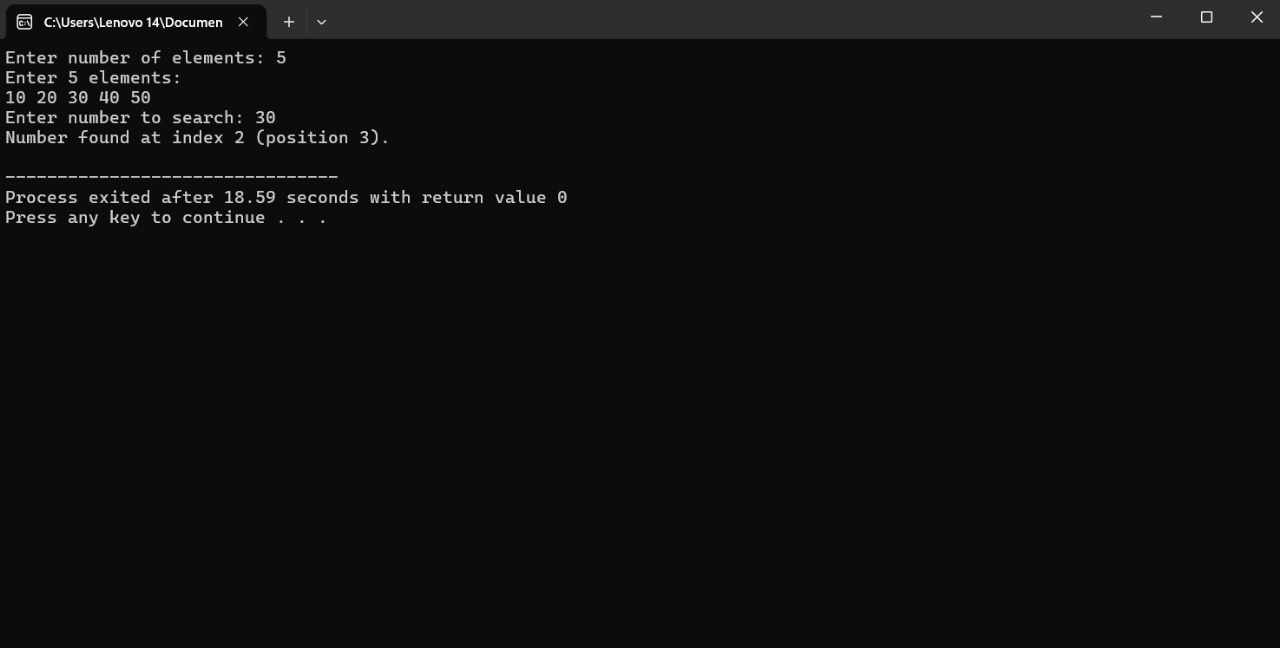 C:\Users\Lenovo 14\Documen
Enter number of elements: 5
Enter 5 elements:
10 20 30 40 50
Enter number to search: 30
Number found at index 2 (position 3).
--------------------------------
Process exited after 18.59 seconds with return value 0
Press any key to continue . . .